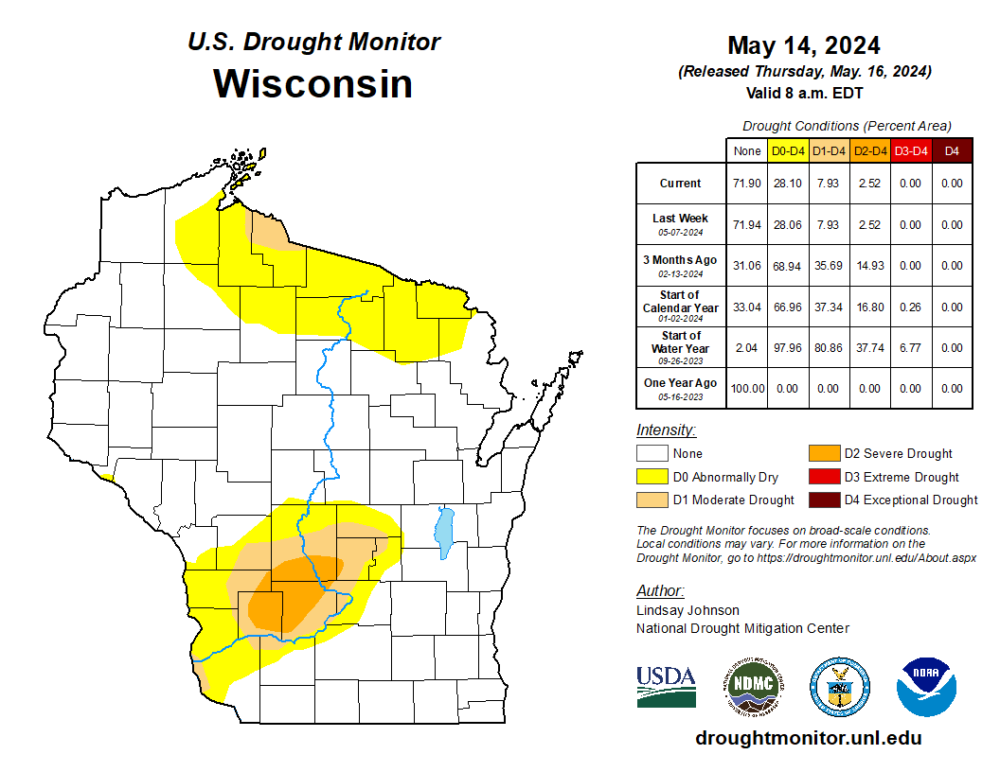 U.S. Drought Monitor
Wisconsin
May 14, 2024
(Released Thursday, May. 16, 2024)
Valid 8 a.m. EDT
Drought Conditions (Percent Area)
None D0-D4 D1-D4 D2-D4 D3-D4 D4
Current 71.90 28.10 7.93 2.52 0.00 0.00
Last Week
05-07-2024 71.94 28.06 7.93 2.52 0.00 0.00
3 Months Ago
02-13-2024 31.06 68.94 35.69 14.93 0.00 0.00
Start of
Calendar Year
01-02-2024 33.04 66.96 37.34 16.80 0.26 0.00
Start of
Water Year
09-26-2023 2.04 97.96 80.86 37.74 6.77 0.00
One Year Ago
05-16-2023 100.00 0.00 0.00 0.00 0.00 0.00
Intensity:
None
D0 Abnormally Dry
D1 Moderate Drought
D2 Severe Drought
D3 Extreme Drought
D4 Exceptional Drought
The Drought Monitor focuses on broad-scale conditions.
Local conditions may vary. For more information on the
Drought Monitor, go to https://droughtmonitor.unl.edu/About.aspx
Author:
Lindsay Johnson
National Drought Mitigation Center
USDA
NDMC
NOAA
droughtmonitor.unl.edu